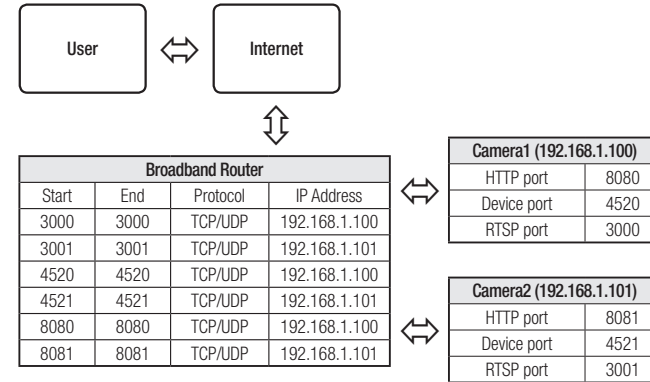 User
Internet
Broadband Router
Start End Protocol IP Address
3000 3000 TCP/UDP 192.168.1.100
3001 3001 TCP/UDP 192.168.1.101
4520 4520 TCP/UDP 192.168.1.100
4521 4521 TCP/UDP 192.168.1.101
8080 8080 TCP/UDP 192.168.1.100
8081 8081 TCP/UDP 192.168.1.101
Camera1 (192.168.1.100)
HTTP port 8080
Device port 4520
RTSP port 3000
Camera2 (192.168.1.101)
HTTP port 8081
Device port 4521
RTSP port 3001